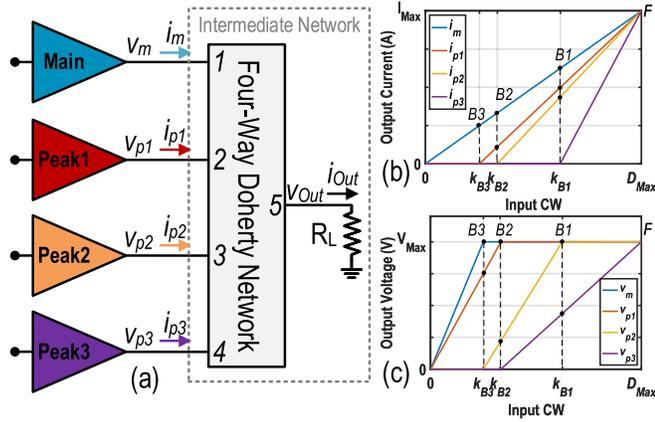 Intermediate Network
Main
v_m
i_m
1
Peak1
v_p1
i_p1
2
Peak2
v_p2
i_p2
3
Peak3
v_p3
i_p3
4
Four-Way Doherty Network
5
v_Out
i_Out
R_L
(a)
I_Max
Output Current (A)
i_m
i_p1
i_p2
i_p3
B3
B2
B1
F
0
0
k_B3
k_B2
k_B1
D_Max
Input CW
(b)
V_Max
Output Voltage (V)
B3
B2
B1
F
v_m
v_p1
v_p2
v_p3
0
0
k_B3
k_B2
k_B1
D_Max
Input CW
(c)